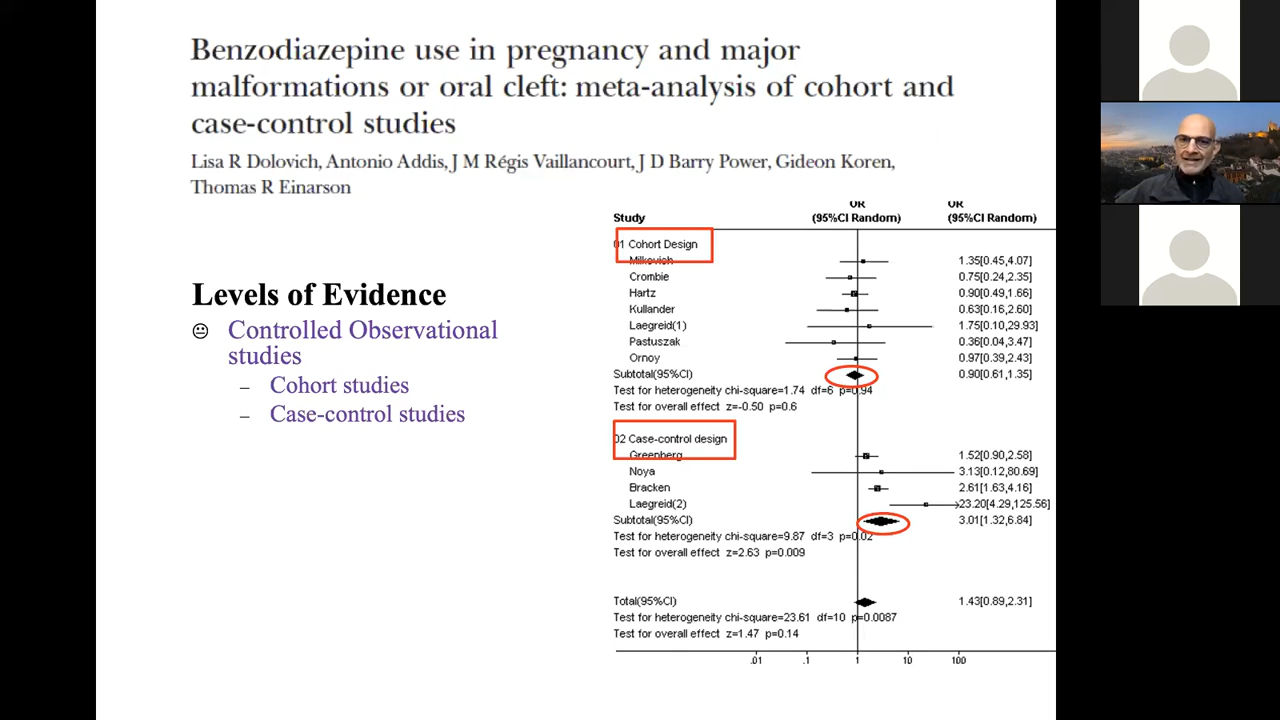 Benzodiazepine use in pregnancy and major
malformations or oral cleft: meta-analysis of cohort and
case-control studies
Lisa R Dolovich, Antonio Addis, J M Régis Vaillancourt, J D Barry Power, Gideon Koren,
Thomas R Einarson
Levels of Evidence
Controlled Observational
studies
– Cohort studies
– Case-control studies
OR OR
Study (95%CI Random) (95%CI Random)
01 Cohort Design
Milkovich 1.35[0.45,4.07]
Crombie 0.75[0.24,2.35]
Hartz 0.90[0.49,1.66]
Kullander 0.63[0.16,2.60]
Laegreid(1) 1.75[0.10,29.93]
Pastuszak 0.36[0.04,3.47]
Ornoy 0.97[0.39,2.43]
Subtotal(95%CI) 0.90[0.61,1.35]
Test for heterogeneity chi-square=1.74 df=6 p=0.94
Test for overall effect z=-0.50 p=0.6
02 Case-control design
Greenberg 1.52[0.90,2.58]
Noya 3.13[0.12,80.69]
Bracken 2.61[1.63,4.16]
Laegreid(2) 23.20[4.29,125.56]
Subtotal(95%CI) 3.01[1.32,6.84]
Test for heterogeneity chi-square=9.87 df=3 p=0.02
Test for overall effect z=2.63 p=0.009
Total(95%CI) 1.43[0.89,2.31]
Test for heterogeneity chi-square=23.61 df=10 p=0.0087
Test for overall effect z=1.47 p=0.14
.01 .1 1 10 100